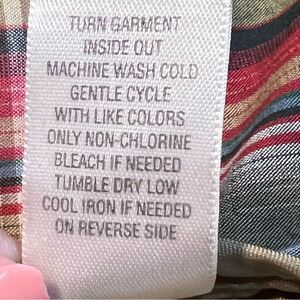 TURN GARMENT
INSIDE OUT
MACHINE WASH COLD
GENTLE CYCLE
WITH LIKE COLORS
ONLY NON-CHLORINE
BLEACH IF NEEDED
TUMBLE DRY LOW
COOL IRON IF NEEDED
ON REVERSE SIDE